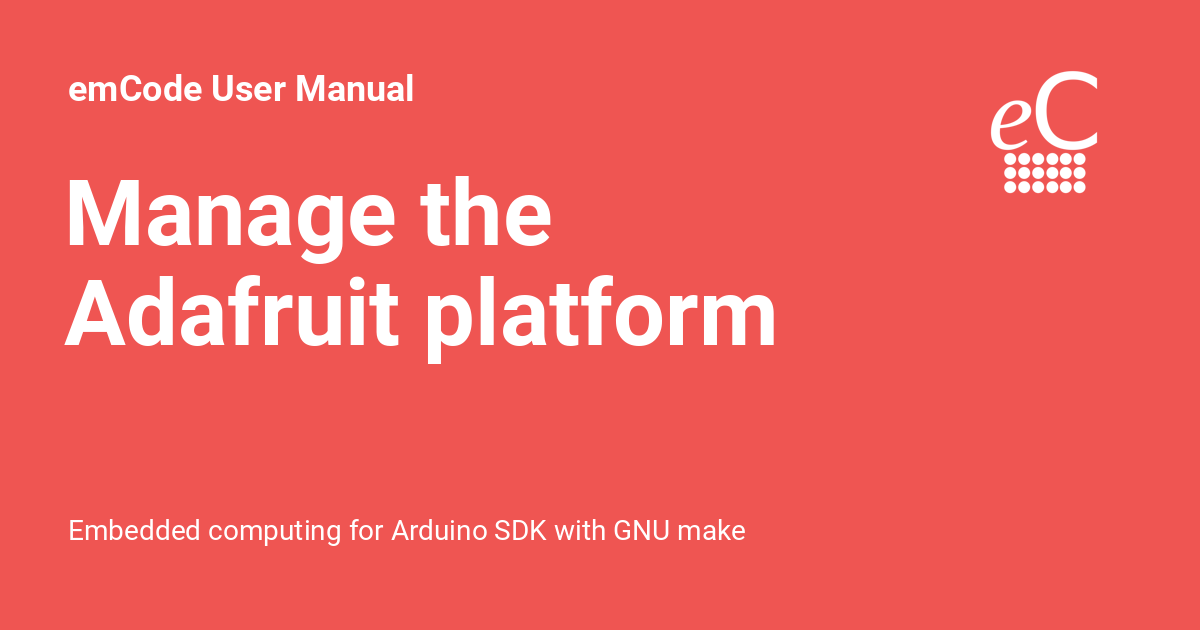 emCode User Manual
eC
Manage the
Adafruit platform
Embedded computing for Arduino SDK with GNU make